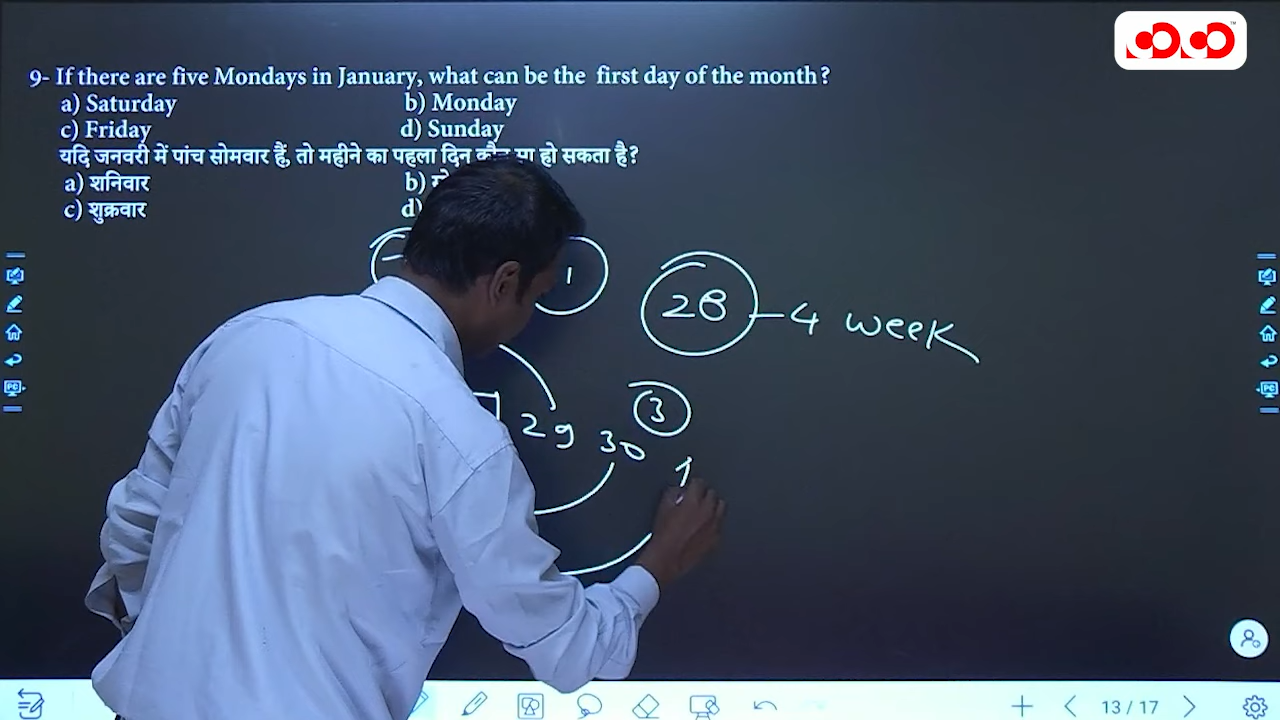 9- If there are five Mondays in January, what can be the first day of the month?
a) Saturday b) Monday
c) Friday d) Sunday
यदि जनवरी में पांच सोमवार हैं, तो महीने का पहला दिन कौन सा हो सकता है?
a) शनिवार b)
c) शुक्रवार d)
1
28 - 4 week
3
29 30
PC PC
13 / 17